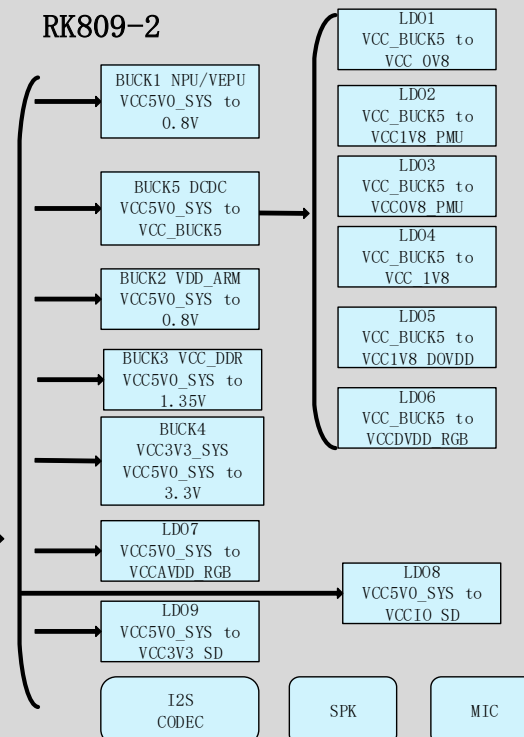 RK809-2
BUCK1 NPU/VEPU
VCC5V0_SYS to
0.8V
BUCK5 DCDC
VCC5V0_SYS to
VCC_BUCK5
BUCK2 VDD_ARM
VCC5V0_SYS to
0.8V
BUCK3 VCC_DDR
VCC5V0_SYS to
1.35V
BUCK4
VCC3V3_SYS
VCC5V0_SYS to
3.3V
LDO7
VCC5V0_SYS to
VCCAVDD_RGB
LDO9
VCC5V0_SYS to
VCC3V3_SD
LDO1
VCC_BUCK5 to
VCC_0V8
LDO2
VCC_BUCK5 to
VCC1V8_PMU
LDO3
VCC_BUCK5 to
VCC0V8_PMU
LDO4
VCC_BUCK5 to
VCC_1V8
LDO5
VCC_BUCK5 to
VCC1V8_DOVDD
LDO6
VCC_BUCK5 to
VCCDVDD_RGB
LDO8
VCC5V0_SYS to
VCCIO_SD
I2S
CODEC
SPK
MIC